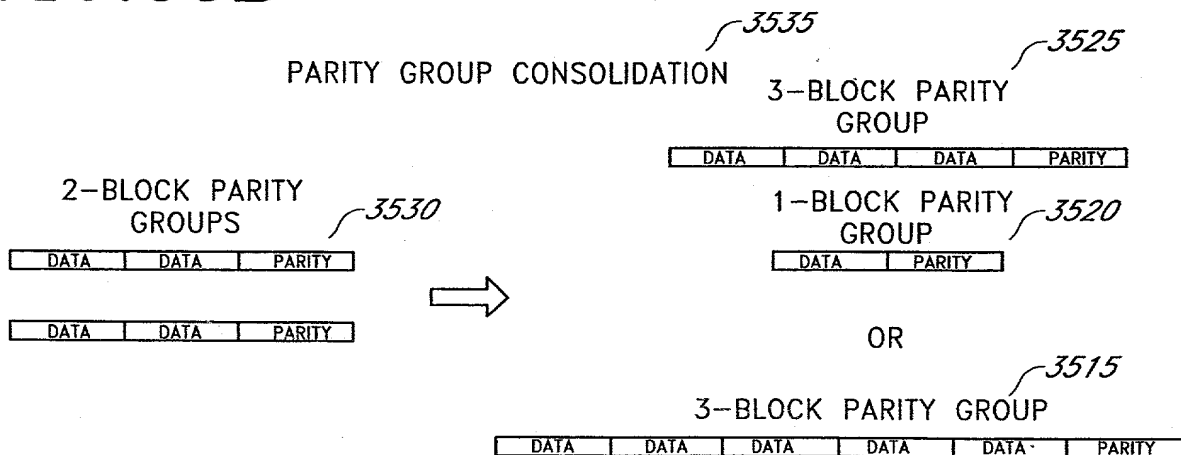 3535
PARITY GROUP CONSOLIDATION
3525
3-BLOCK PARITY
GROUP
DATA DATA DATA PARITY
2-BLOCK PARITY
GROUPS
3530
DATA DATA PARITY
1-BLOCK PARITY
GROUP
3520
DATA PARITY
DATA DATA PARITY
OR
3515
3-BLOCK PARITY GROUP
DATA DATA DATA DATA DATA PARITY